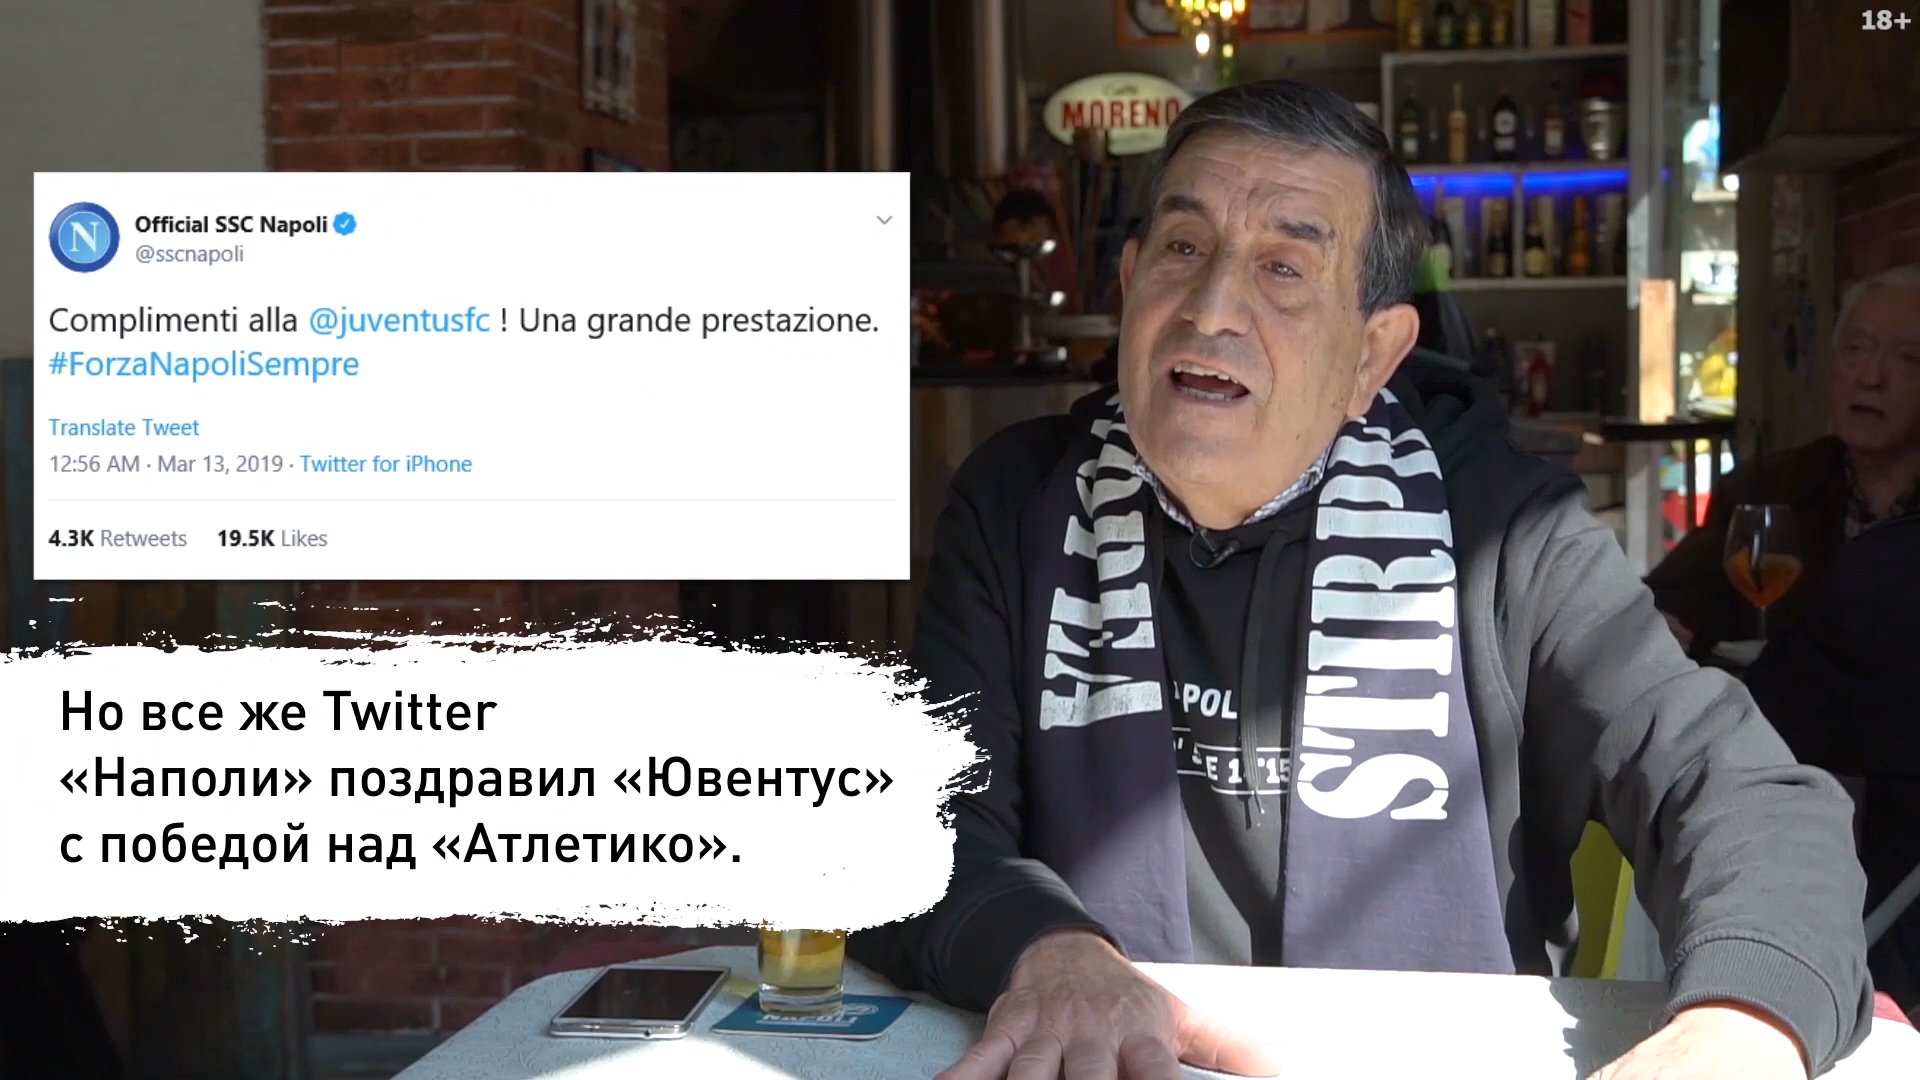 18+
MORENO
N
Official SSC Napoli
@sscnapoli
Complimenti alla @juventusfc ! Una grande prestazione.
#ForzaNapoliSempre
Translate Tweet
12:56 AM · Mar 13, 2019 · Twitter for iPhone
4.3K Retweets 19.5K Likes
Но все же Twitter
«Наполи» поздравил «Ювентус»
с победой над «Атлетико».
STIRPE
NAPOLI